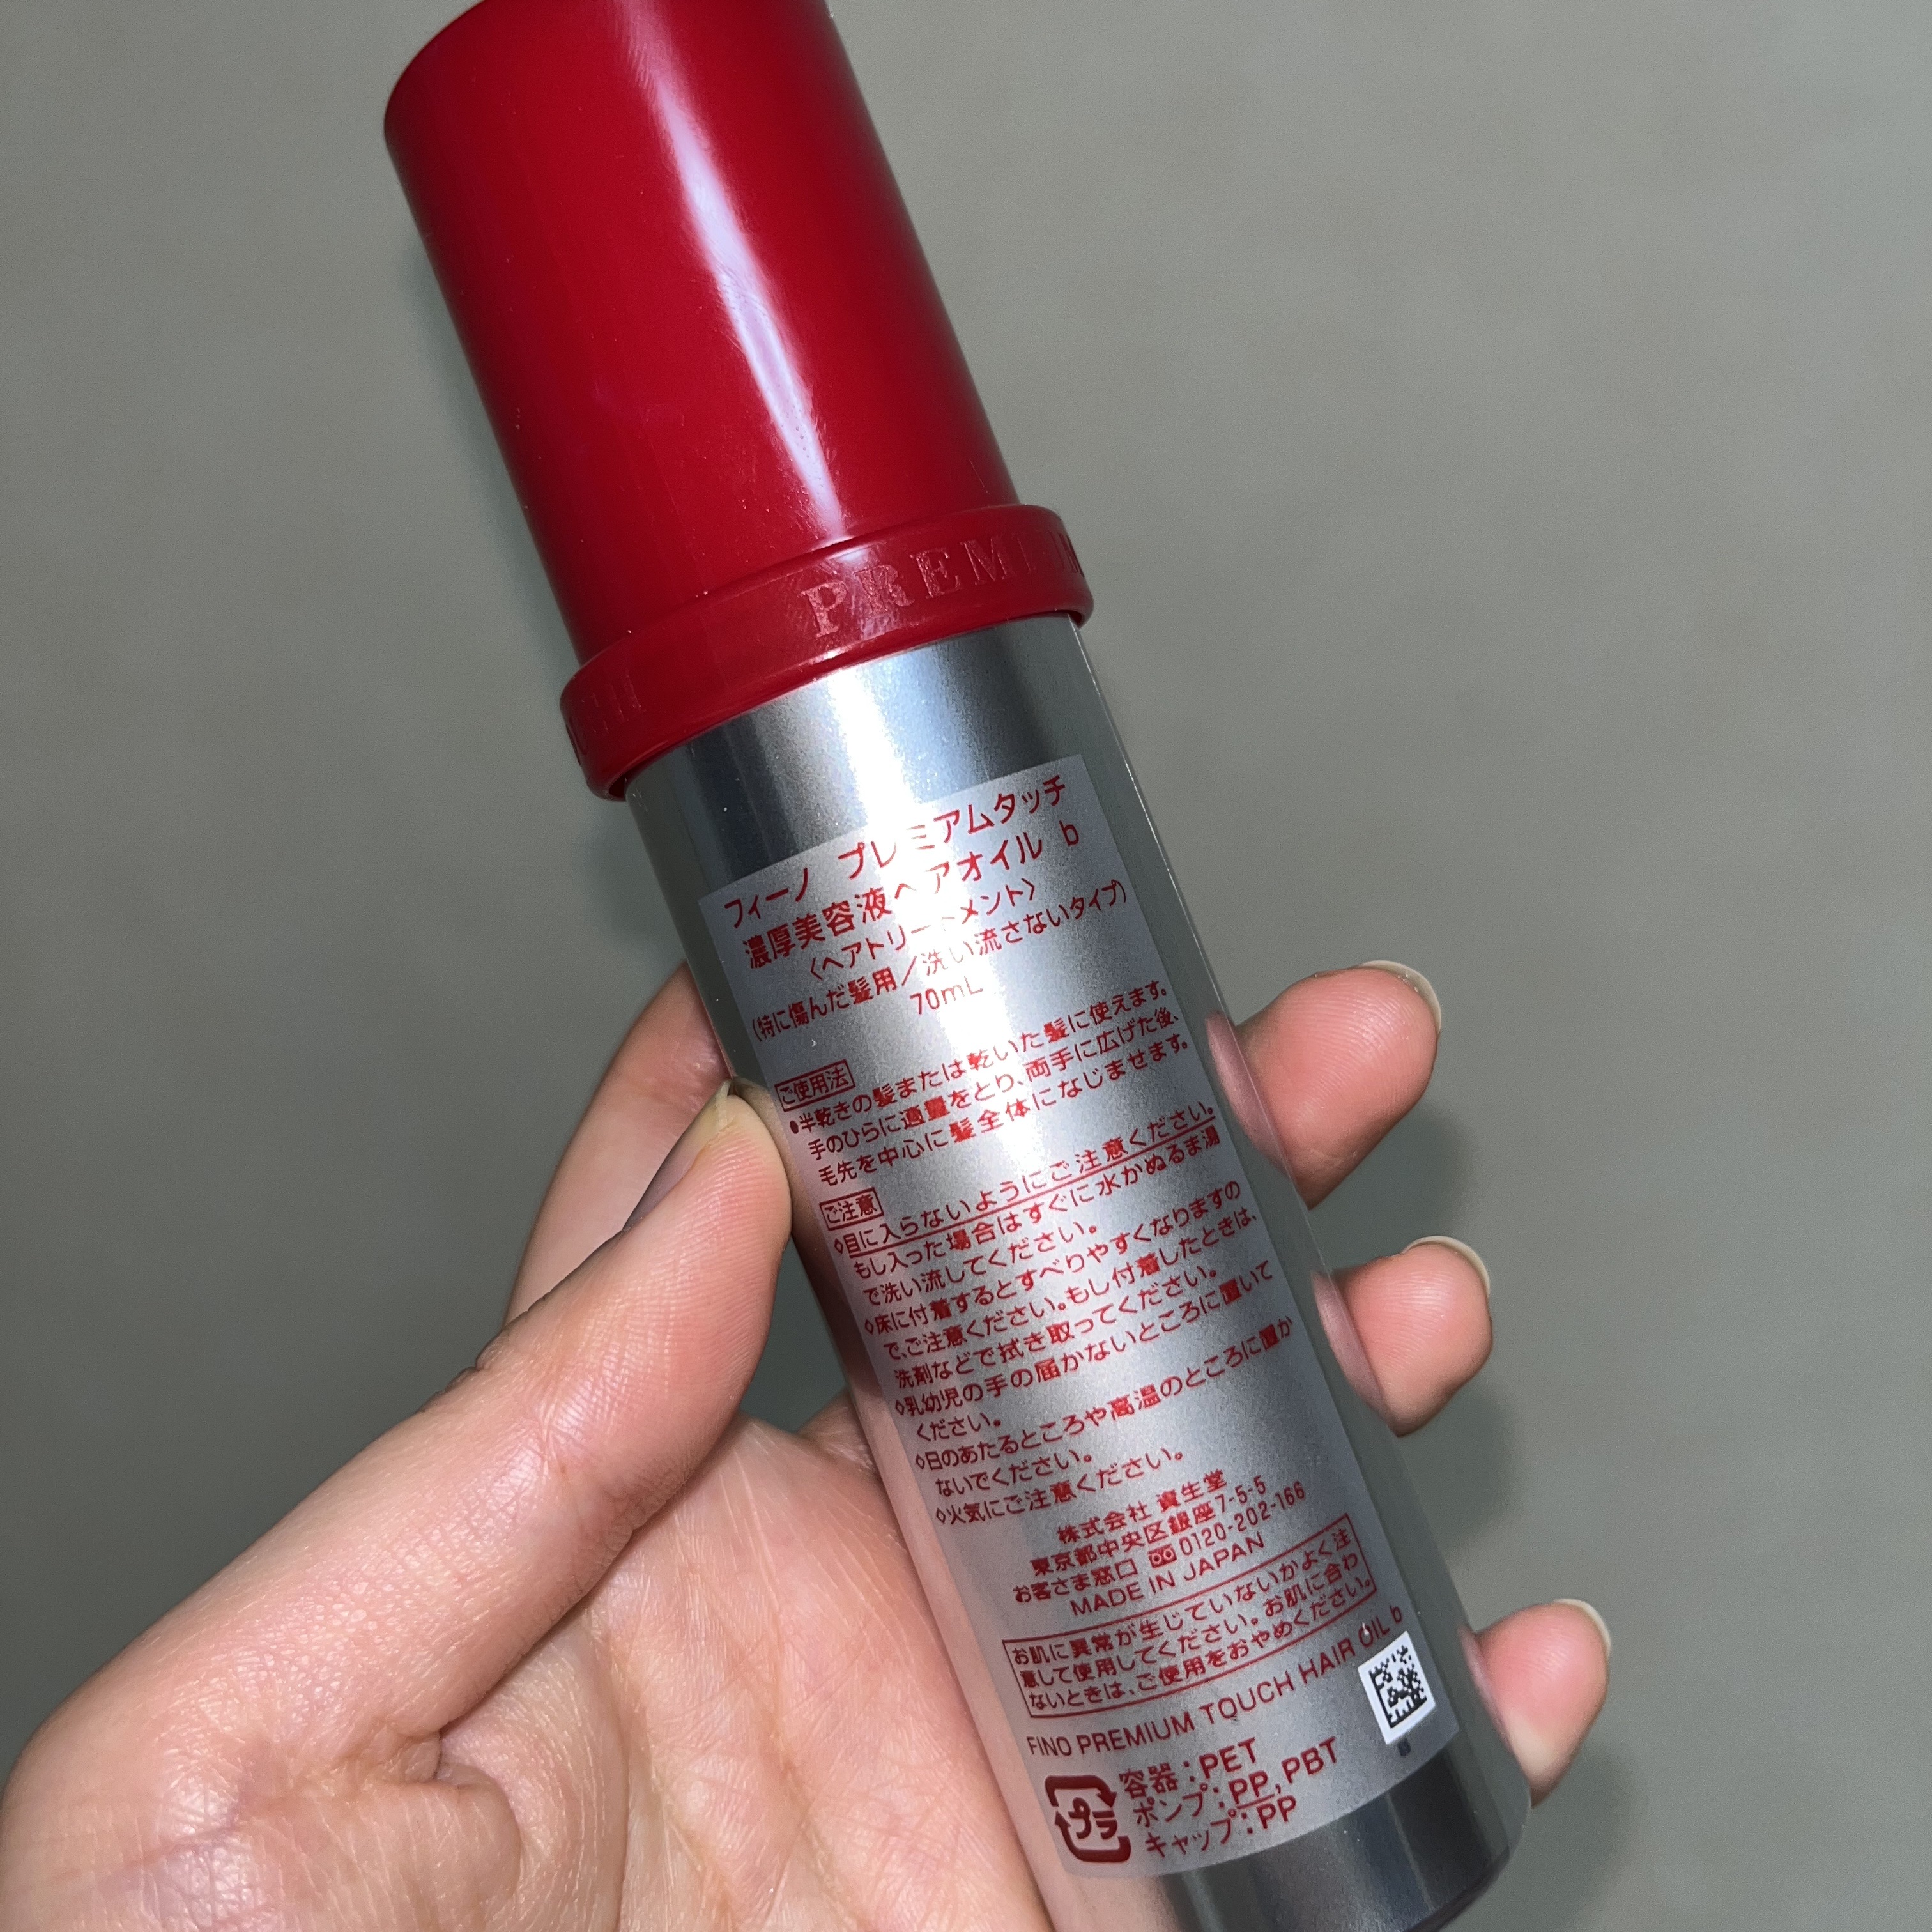 PREMIUM
フィーノ プレミアムタッチ
濃厚美容液ヘアオイル b
〈ヘアトリートメント〉
(特に傷んだ髪用/洗い流さないタイプ)
70mL
ご使用法
●半乾きの髪または乾いた髪に使えます。
手のひらに適量をとり、両手に広げた後、
毛先を中心に髪全体になじませます。
ご注意
◇目に入らないようにご注意ください。
もし入った場合はすぐに水かぬるま湯
で洗い流してください。
◇床に付着するとすべりやすくなりますの
で、ご注意ください。もし付着したときは、
洗剤などで拭き取ってください。
◇乳幼児の手の届かないところに置いて
ください。
◇日のあたるところや高温のところに置か
ないでください。
◇火気にご注意ください。
株式会社 資生堂
東京都中央区銀座7-5-5
お客さま窓口 0120-202-166
MADE IN JAPAN
お肌に異常が生じていないかよく注
意して使用してください。お肌に合わ
ないときは、ご使用をおやめください。
FINO PREMIUM TOUCH HAIR OIL b
プラ
容器:PET
ポンプ:PP,PBT
キャップ:PP